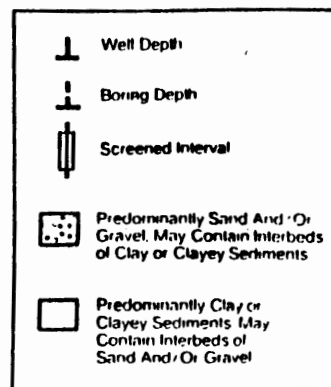 Well Depth
Boring Depth
Screened Interval
Predominantly Sand And/Or
Gravel, May Contain Interbeds
of Clay or Clayey Sediments
Predominantly Clay or
Clayey Sediments May
Contain Interbeds of
Sand And/Or Gravel